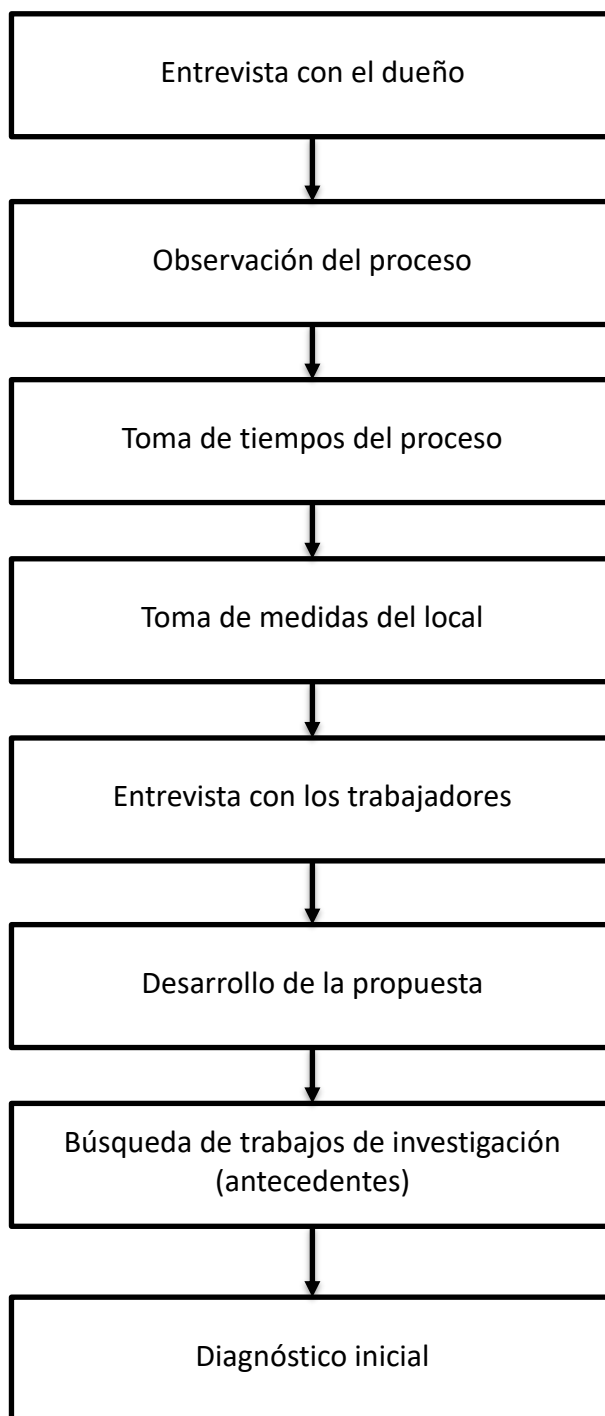 Entrevista con el dueño
Observación del proceso
Toma de tiempos del proceso
Toma de medidas del local
Entrevista con los trabajadores
Desarrollo de la propuesta
Búsqueda de trabajos de investigación
(antecedentes)
Diagnóstico inicial